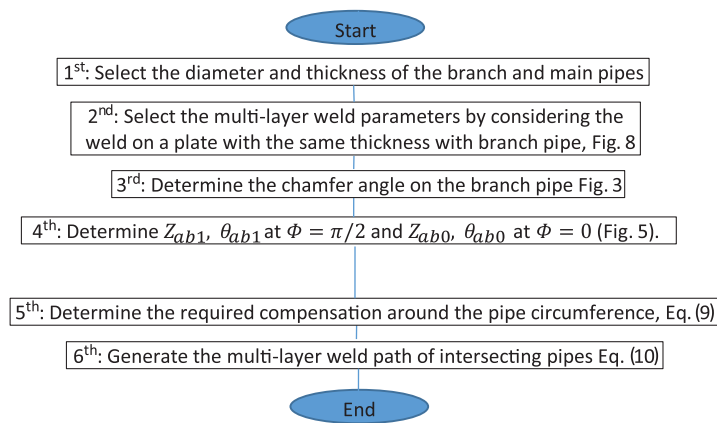 Start
1st: Select the diameter and thickness of the branch and main pipes
2nd: Select the multi-layer weld parameters by considering the
weld on a plate with the same thickness with branch pipe, Fig. 8
3rd: Determine the chamfer angle on the branch pipe Fig. 3
4th: Determine Z_ab1, θ_ab1 at Φ = π/2 and Z_ab0, θ_ab0 at Φ = 0 (Fig. 5).
5th: Determine the required compensation around the pipe circumference, Eq. (9)
6th: Generate the multi-layer weld path of intersecting pipes Eq. (10)
End